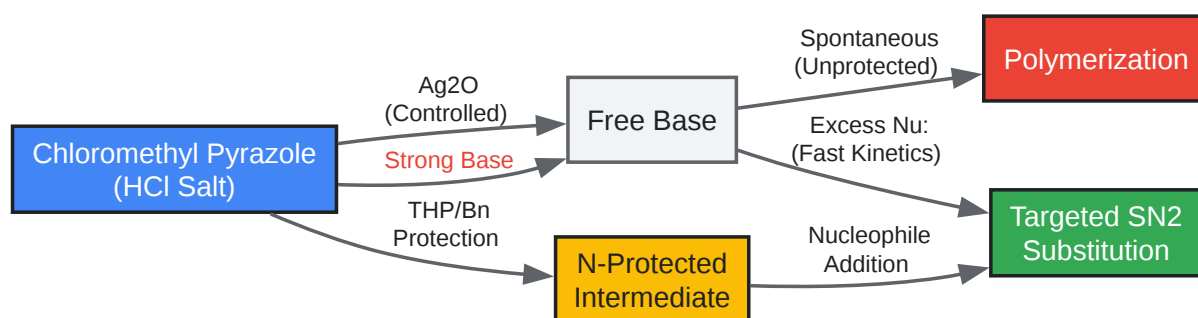 Chloromethyl Pyrazole
(HCl Salt)
Ag2O
(Controlled)
Strong Base
THP/Bn
Protection
Free Base
N-Protected
Intermediate
Spontaneous
(Unprotected)
Excess Nu:
(Fast Kinetics)
Nucleophile
Addition
Polymerization
Targeted SN2
Substitution